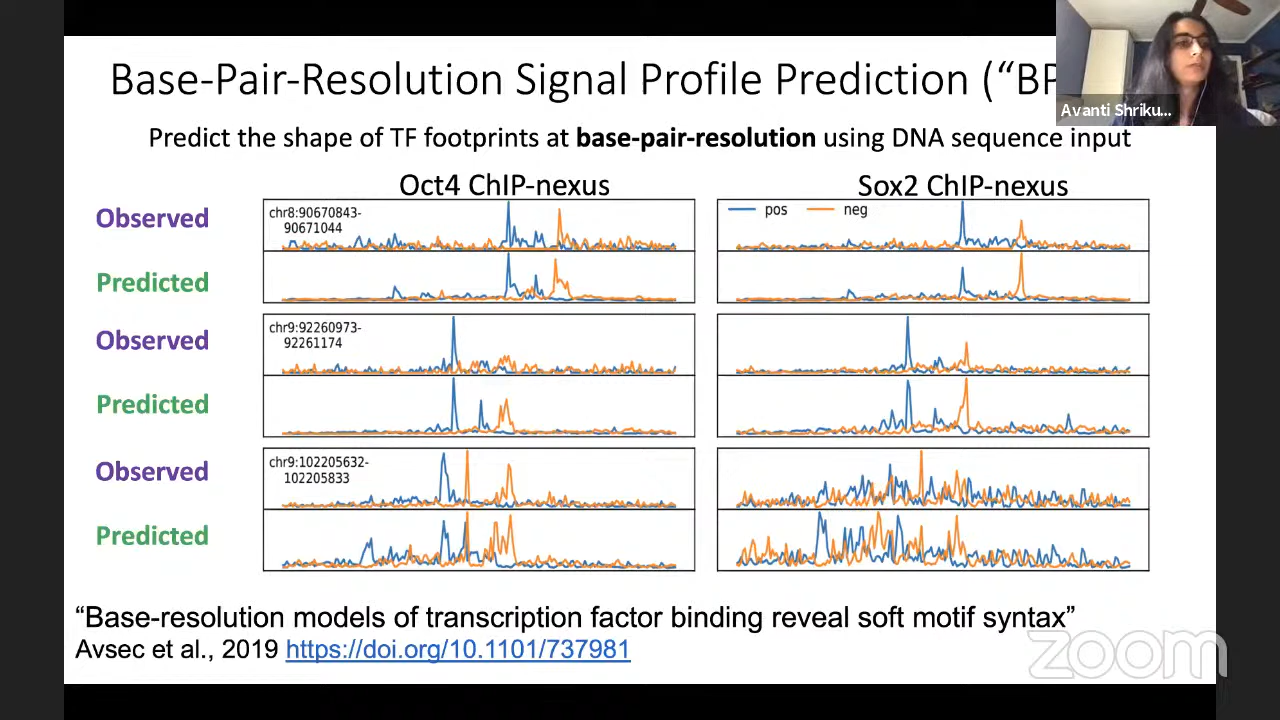 Base-Pair-Resolution Signal Profile Prediction (“BP
Avanti Shriku...
Predict the shape of TF footprints at base-pair-resolution using DNA sequence input
Oct4 ChIP-nexus
Sox2 ChIP-nexus
Observed
chr8:90670843-
90671044
pos
neg
Predicted
Observed
chr9:92260973-
92261174
Predicted
Observed
chr9:102205632-
102205833
Predicted
“Base-resolution models of transcription factor binding reveal soft motif syntax”
Avsec et al., 2019 https://doi.org/10.1101/737981
zoom